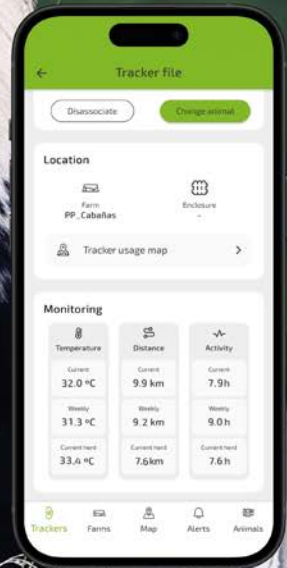 Tracker file
Disassociate Change animal
Location
Farm Enclosure
PP_Cabañas -
Tracker usage map
Monitoring
Temperature Distance Activity
Current Current Current
32.0 ºC 9.9 km 7.9h
Weekly Weekly Weekly
31.3 ºC 9.2 km 9.0h
Current herd Current herd Current herd
33,4 ºC 7.6km 7.6h
Trackers Farms Map Alerts Animals